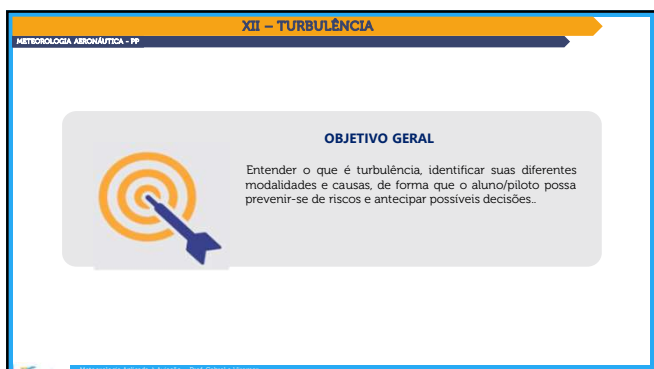 XII – TURBULÊNCIA
METEOROLOGIA AERONÁUTICA - PP
OBJETIVO GERAL
Entender o que é turbulência, identificar suas diferentes
modalidades e causas, de forma que o aluno/piloto possa
prevenir-se de riscos e antecipar possíveis decisões..